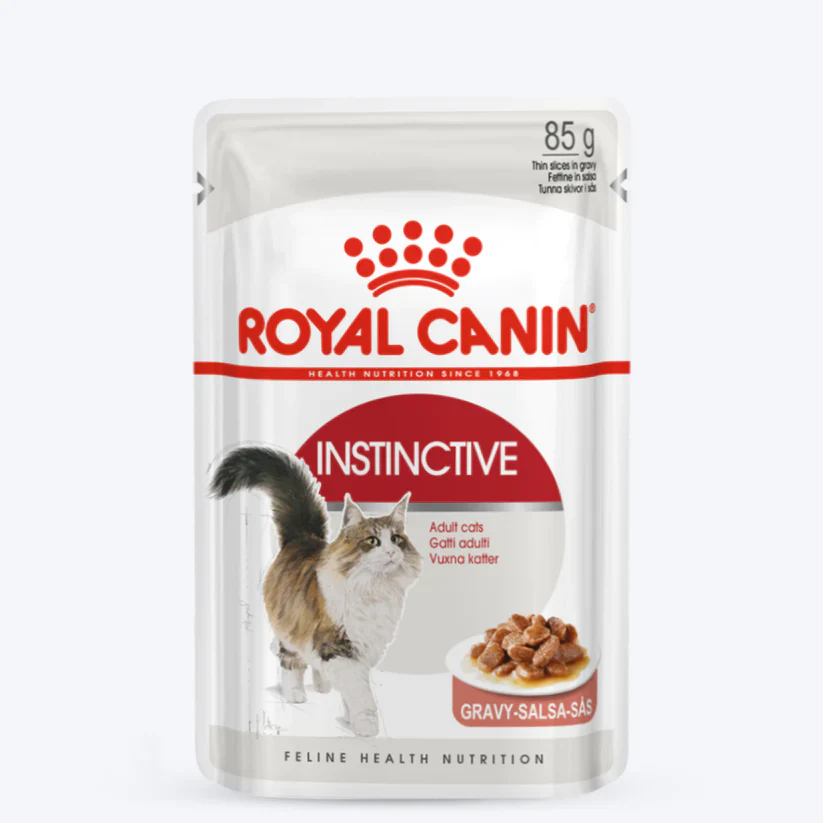 85 g
Thin slices in gravy
Fettine in salsa
Tunna skivor i sås
ROYAL CANIN®
HEALTH NUTRITION SINCE 1968
INSTINCTIVE
Adult cats
Gatti adulti
Vuxna katter
GRAVY-SALSA-SÅS
FELINE HEALTH NUTRITION